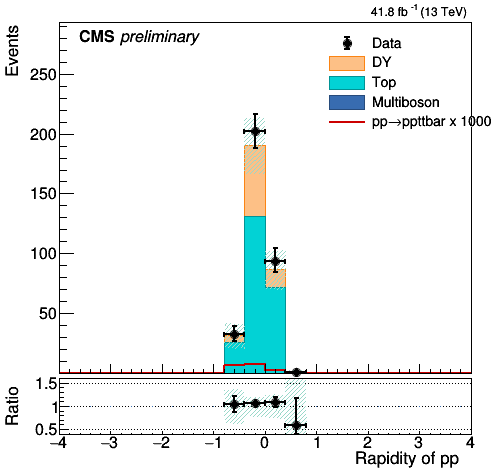 41.8 fb⁻¹ (13 TeV)
CMS preliminary
Events
Data
DY
Top
Multiboson
pp→ppttbar x 1000
250
200
150
100
50
Ratio
1.5
1
0.5
−4 −3 −2 −1 0 1 2 3 4
Rapidity of pp